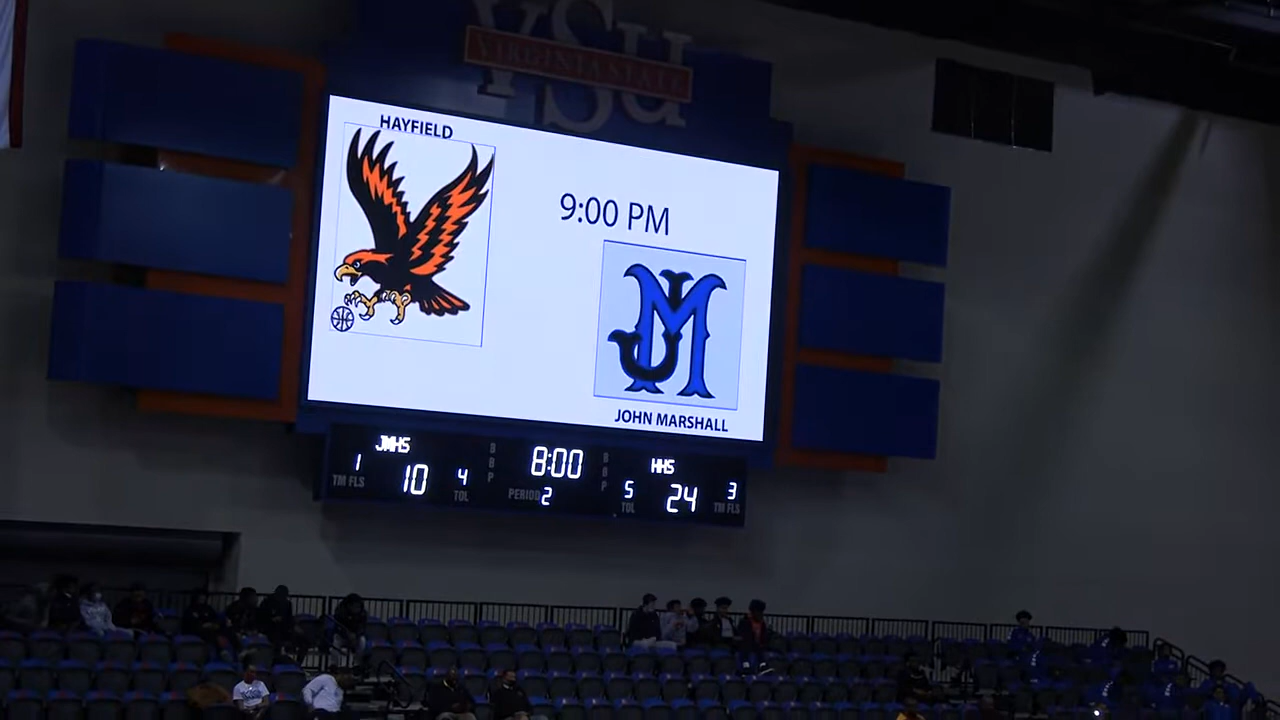 VSU
VIRGINIA STATE
HAYFIELD
9:00 PM
JM
JOHN MARSHALL
JMHS
8:00
HHS
1
10
4
B
B
P
B
B
P
5
24
3
TM FLS
TOL
PERIOD 2
TOL
TM FLS